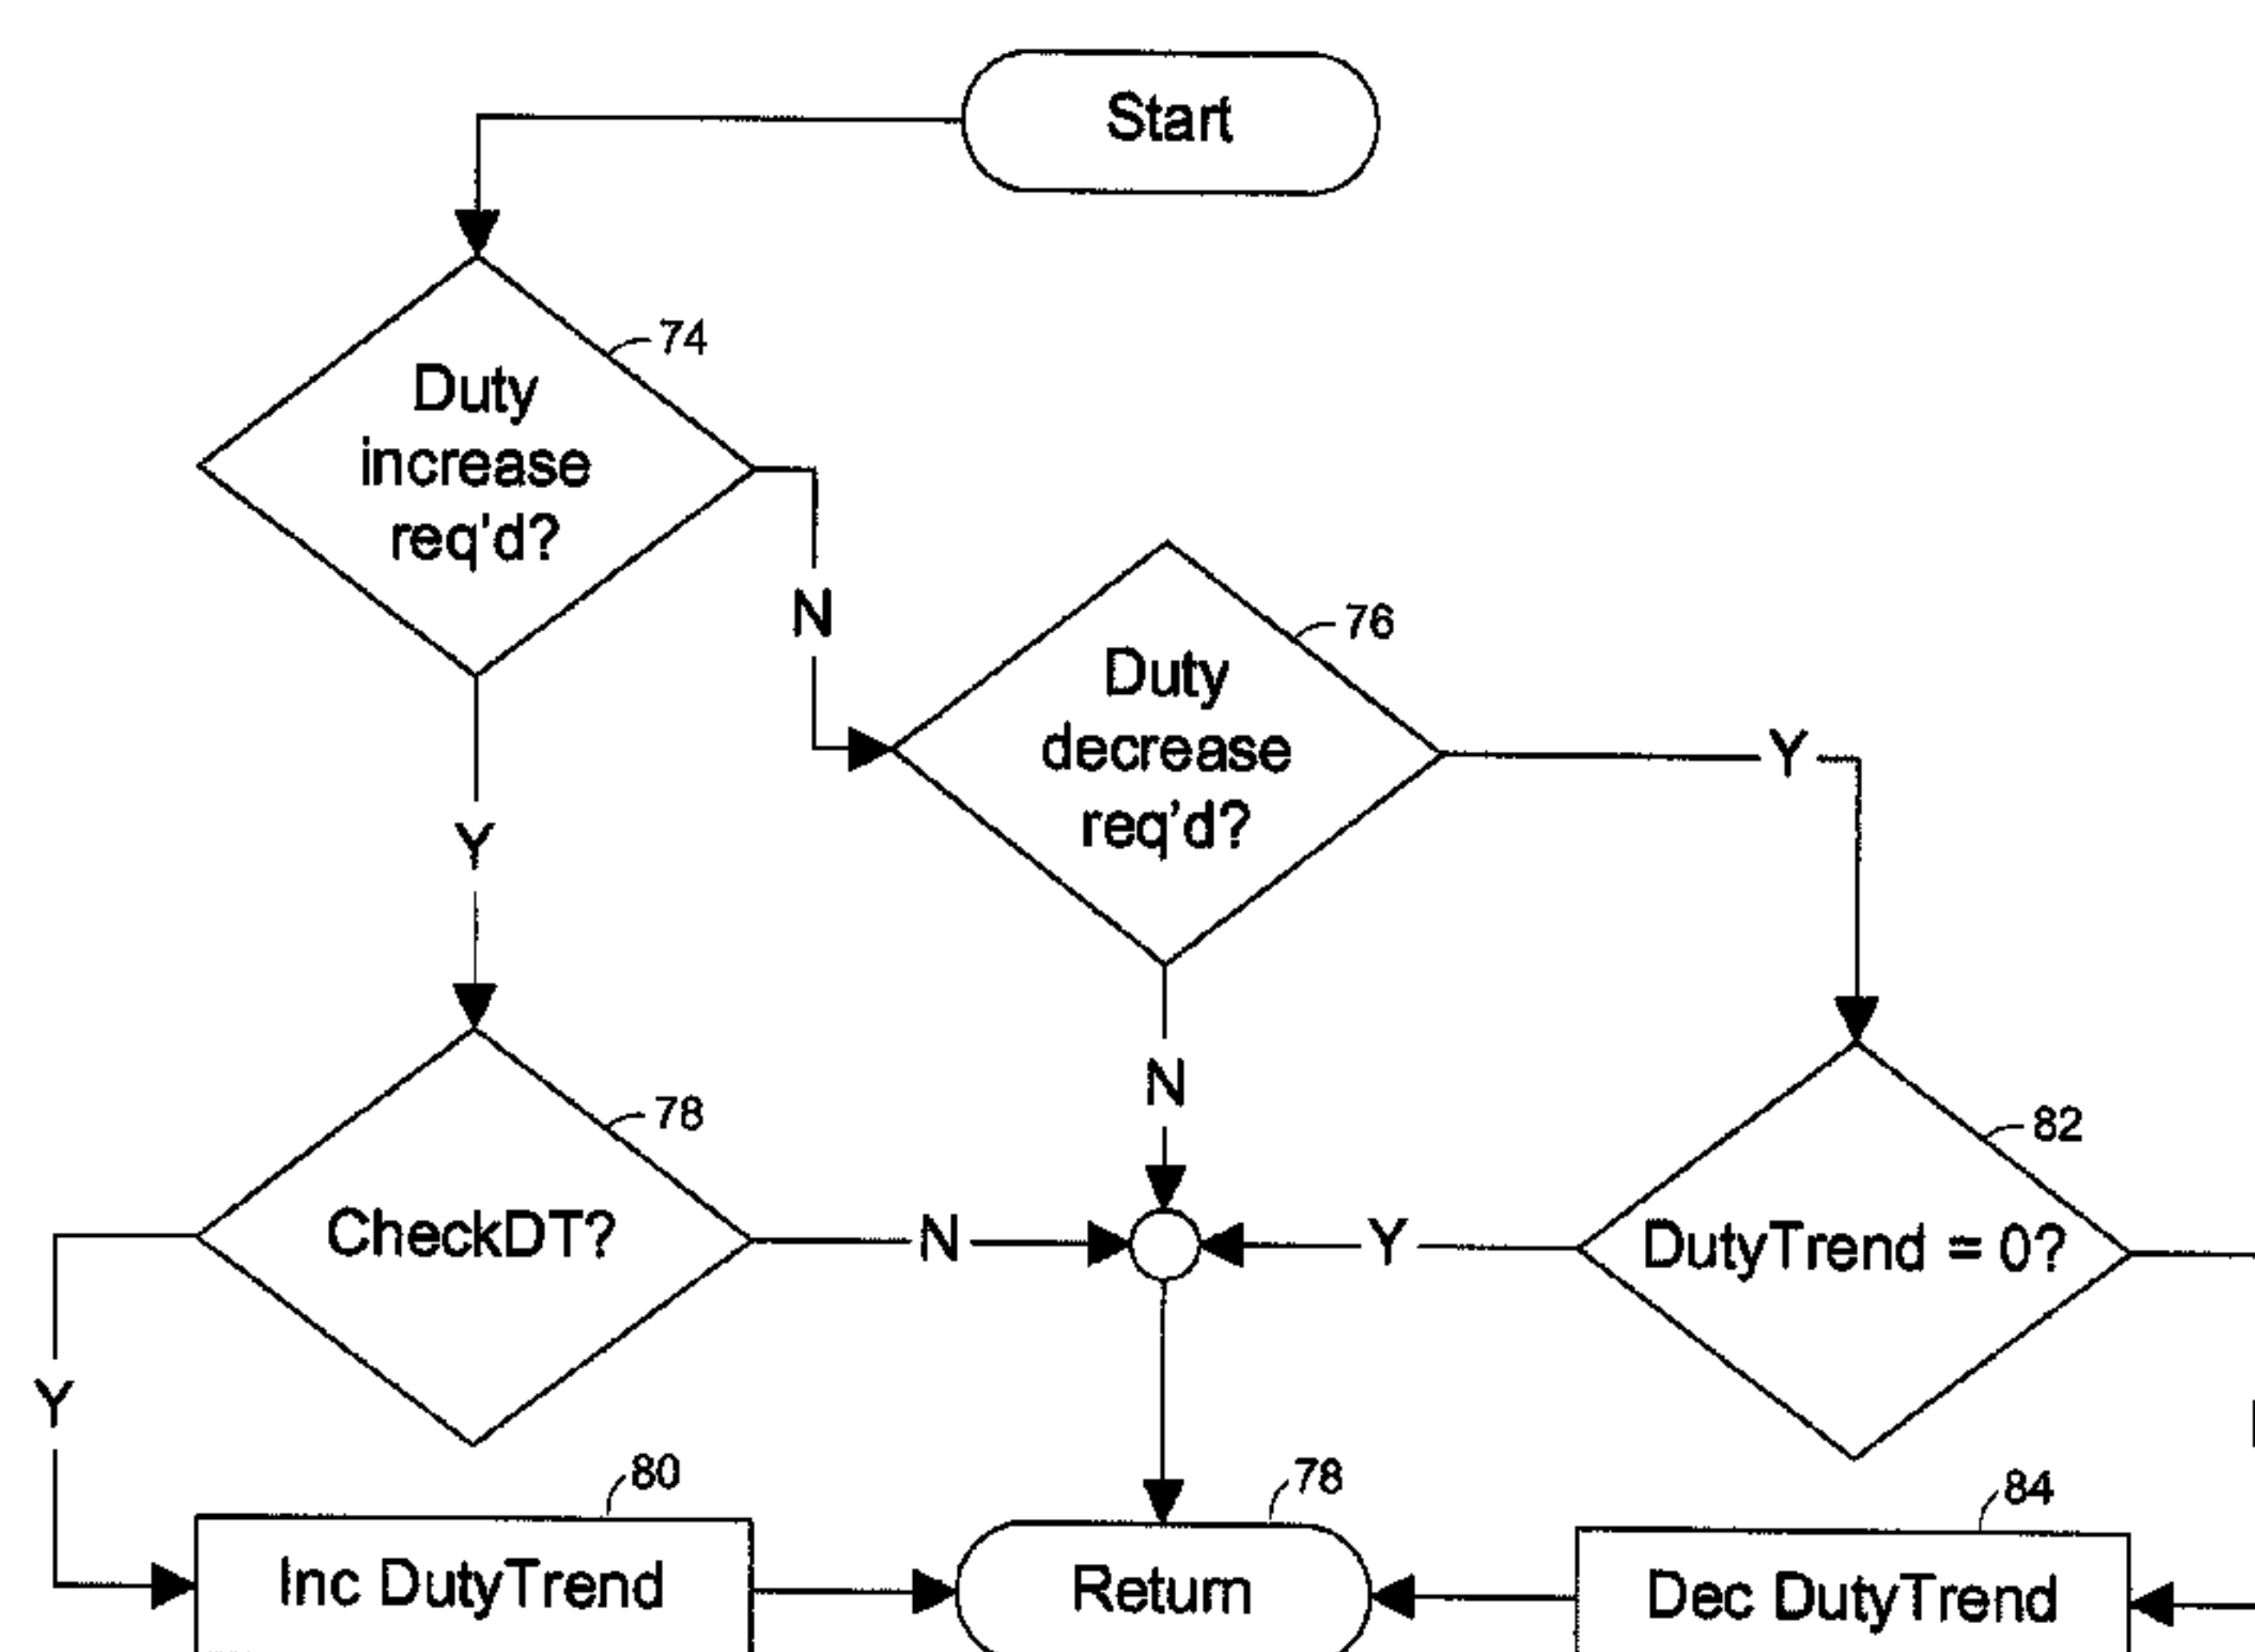 Start
74
Duty
increase
req'd?
N
76
Duty
decrease
req'd?
Y
Y
N
78
CheckDT?
N
82
DutyTrend = 0?
Y
Y
80
Inc DutyTrend
78
Return
84
Dec DutyTrend